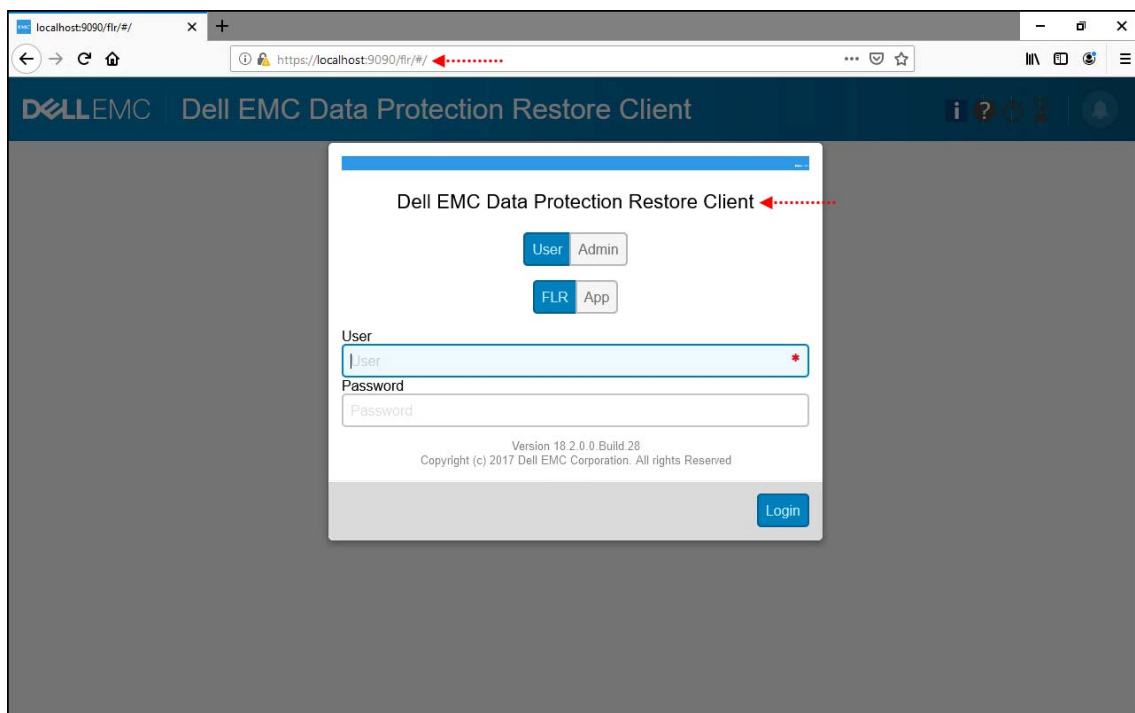 localhost:9090/flr/#/
https://localhost:9090/flr/#/
DELLEMC Dell EMC Data Protection Restore Client
Dell EMC Data Protection Restore Client
User Admin
FLR App
User
User
Password
Password
Version 18.2.0.0.Build.28
Copyright (c) 2017 Dell EMC Corporation. All rights Reserved
Login